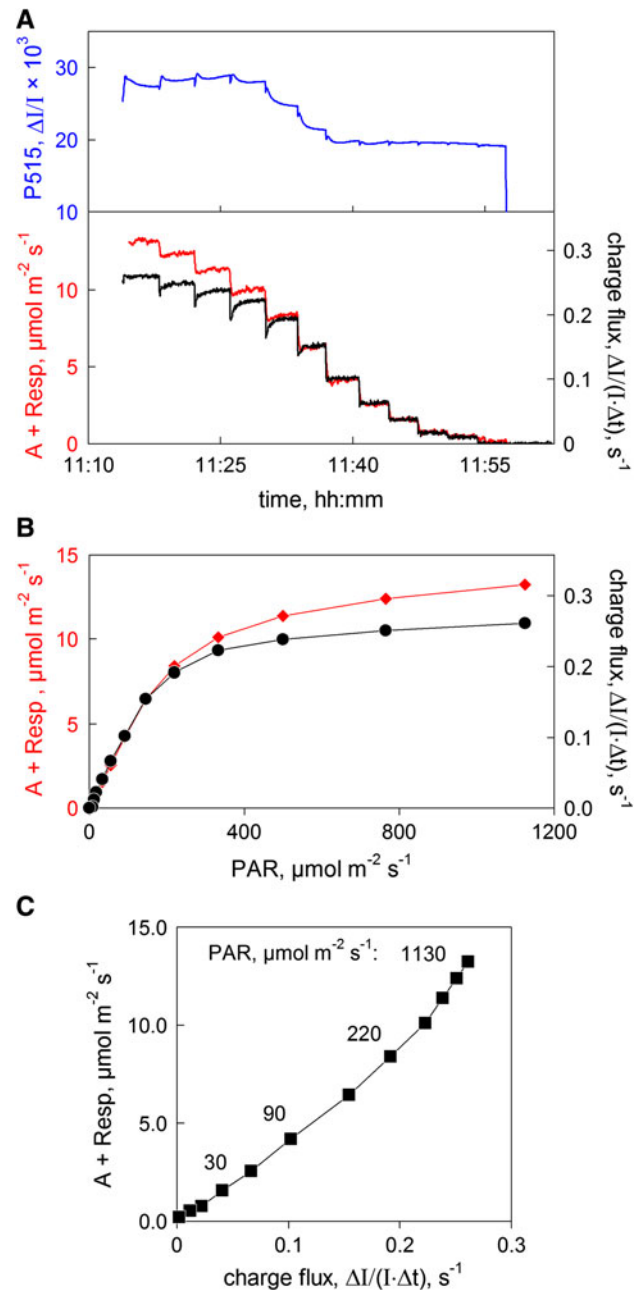 A
P515, ΔI/I × 10³
30
20
10
A + Resp, µmol m⁻² s⁻¹
10
5
0
charge flux, ΔI/(I·Δt), s⁻¹
0.3
0.2
0.1
0
11:10
11:25
11:40
11:55
time, hh:mm
B
A + Resp , µmol m⁻² s⁻¹
15
10
5
0
charge flux, ΔI/(I·Δt), s⁻¹
0.3
0.2
0.1
0.0
0
400
800
1200
PAR, µmol m⁻² s⁻¹
C
A + Resp, µmol m⁻² s⁻¹
15.0
10.0
5.0
0.0
PAR, µmol m⁻² s⁻¹: 1130
220
90
30
0
0.1
0.2
0.3
charge flux, ΔI/(I·Δt), s⁻¹